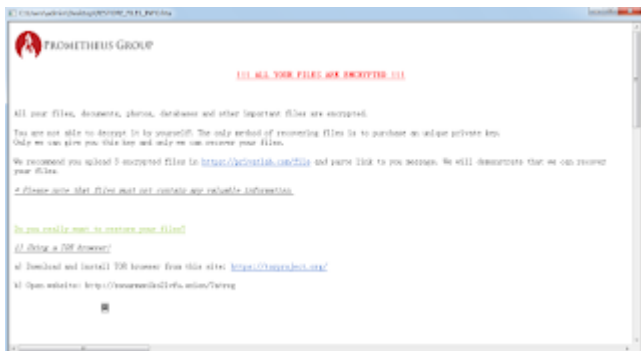 C:\Users\admin\Desktop\RESTORE_FILES_INFO.hta
PROMETHEUS GROUP
!!! ALL YOUR FILES ARE ENCRYPTED !!!
All your files, documents, photos, databases and other important files are encrypted.
You are not able to decrypt it by yourself! The only method of recovering files is to purchase an unique private key.
Only we can give you this key and only we can recover your files.
We recommend you upload 3 encrypted files in https://privatlab.com/file and paste link to you message. We will demonstrate that we can recover
your files.
* Please note that files must not contain any valuable information.
Do you really want to restore your files?
1) Using a TOR browser!
a) Download and install TOR browser from this site: https://torproject.org/
b) Open website: